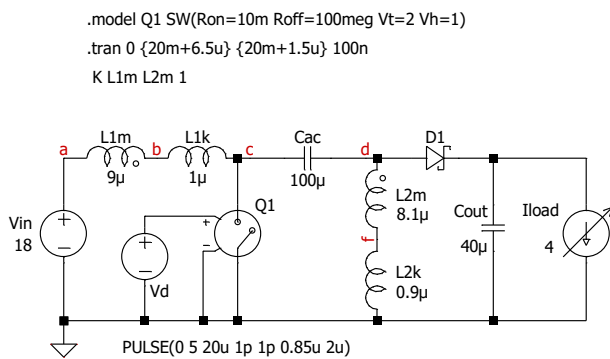 .model Q1 SW(Ron=10m Roff=100meg Vt=2 Vh=1)
.tran 0 {20m+6.5u} {20m+1.5u} 100n
K L1m L2m 1
a
L1m
9µ
b
L1k
1µ
c
Cac
100µ
d
D1
Vin
18
+
−
+
−
Vd
+
−
Q1
L2m
8.1µ
f
L2k
0.9µ
Cout
40µ
Iload
4
PULSE(0 5 20u 1p 1p 0.85u 2u)